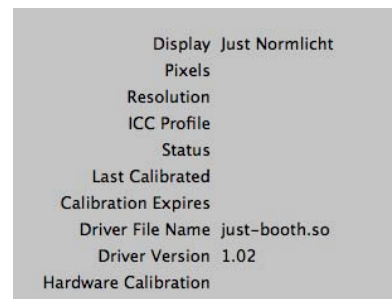 Display Just Normlicht
Pixels
Resolution
ICC Profile
Status
Last Calibrated
Calibration Expires
Driver File Name just-booth.so
Driver Version 1.02
Hardware Calibration